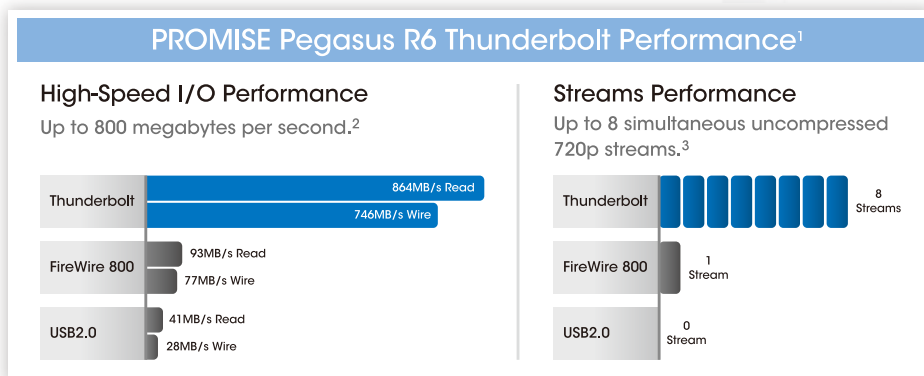 PROMISE Pegasus R6 Thunderbolt Performance¹
High-Speed I/O Performance
Up to 800 megabytes per second.²
Thunderbolt
864MB/s Read
746MB/s Wire
FireWire 800
93MB/s Read
77MB/s Wire
USB2.0
41MB/s Read
28MB/s Wire
Streams Performance
Up to 8 simultaneous uncompressed
720p streams.³
Thunderbolt
8
Streams
FireWire 800
1
Stream
USB2.0
0
Stream